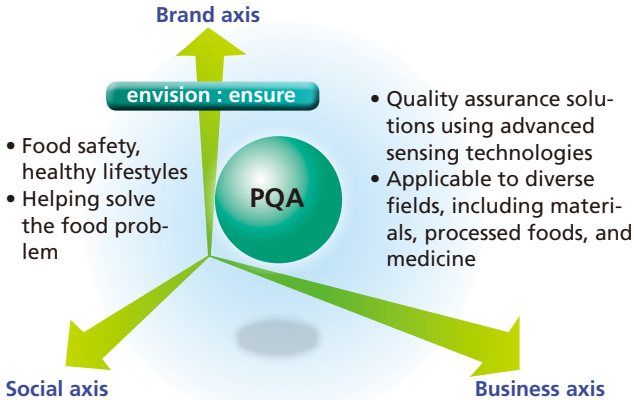 Brand axis
envision : ensure
• Food safety,
healthy lifestyles
• Helping solve
the food prob-
lem
PQA
• Quality assurance solu-
tions using advanced
sensing technologies
• Applicable to diverse
fields, including materi-
als, processed foods, and
medicine
Social axis
Business axis